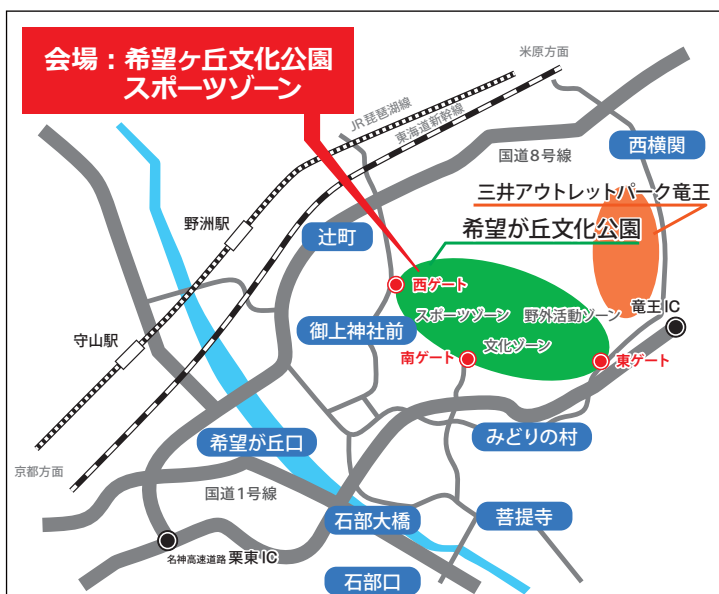 会場：希望ヶ丘文化公園
スポーツゾーン
米原方面
JR琵琶湖線
東海道新幹線
国道8号線
西横関
三井アウトレットパーク竜王
野洲駅
辻町
希望が丘文化公園
西ゲート
スポーツゾーン
野外活動ゾーン
竜王IC
御上神社前
守山駅
文化ゾーン
南ゲート
東ゲート
希望が丘口
みどりの村
京都方面
国道1号線
石部大橋
菩提寺
名神高速道路 栗東IC
石部口